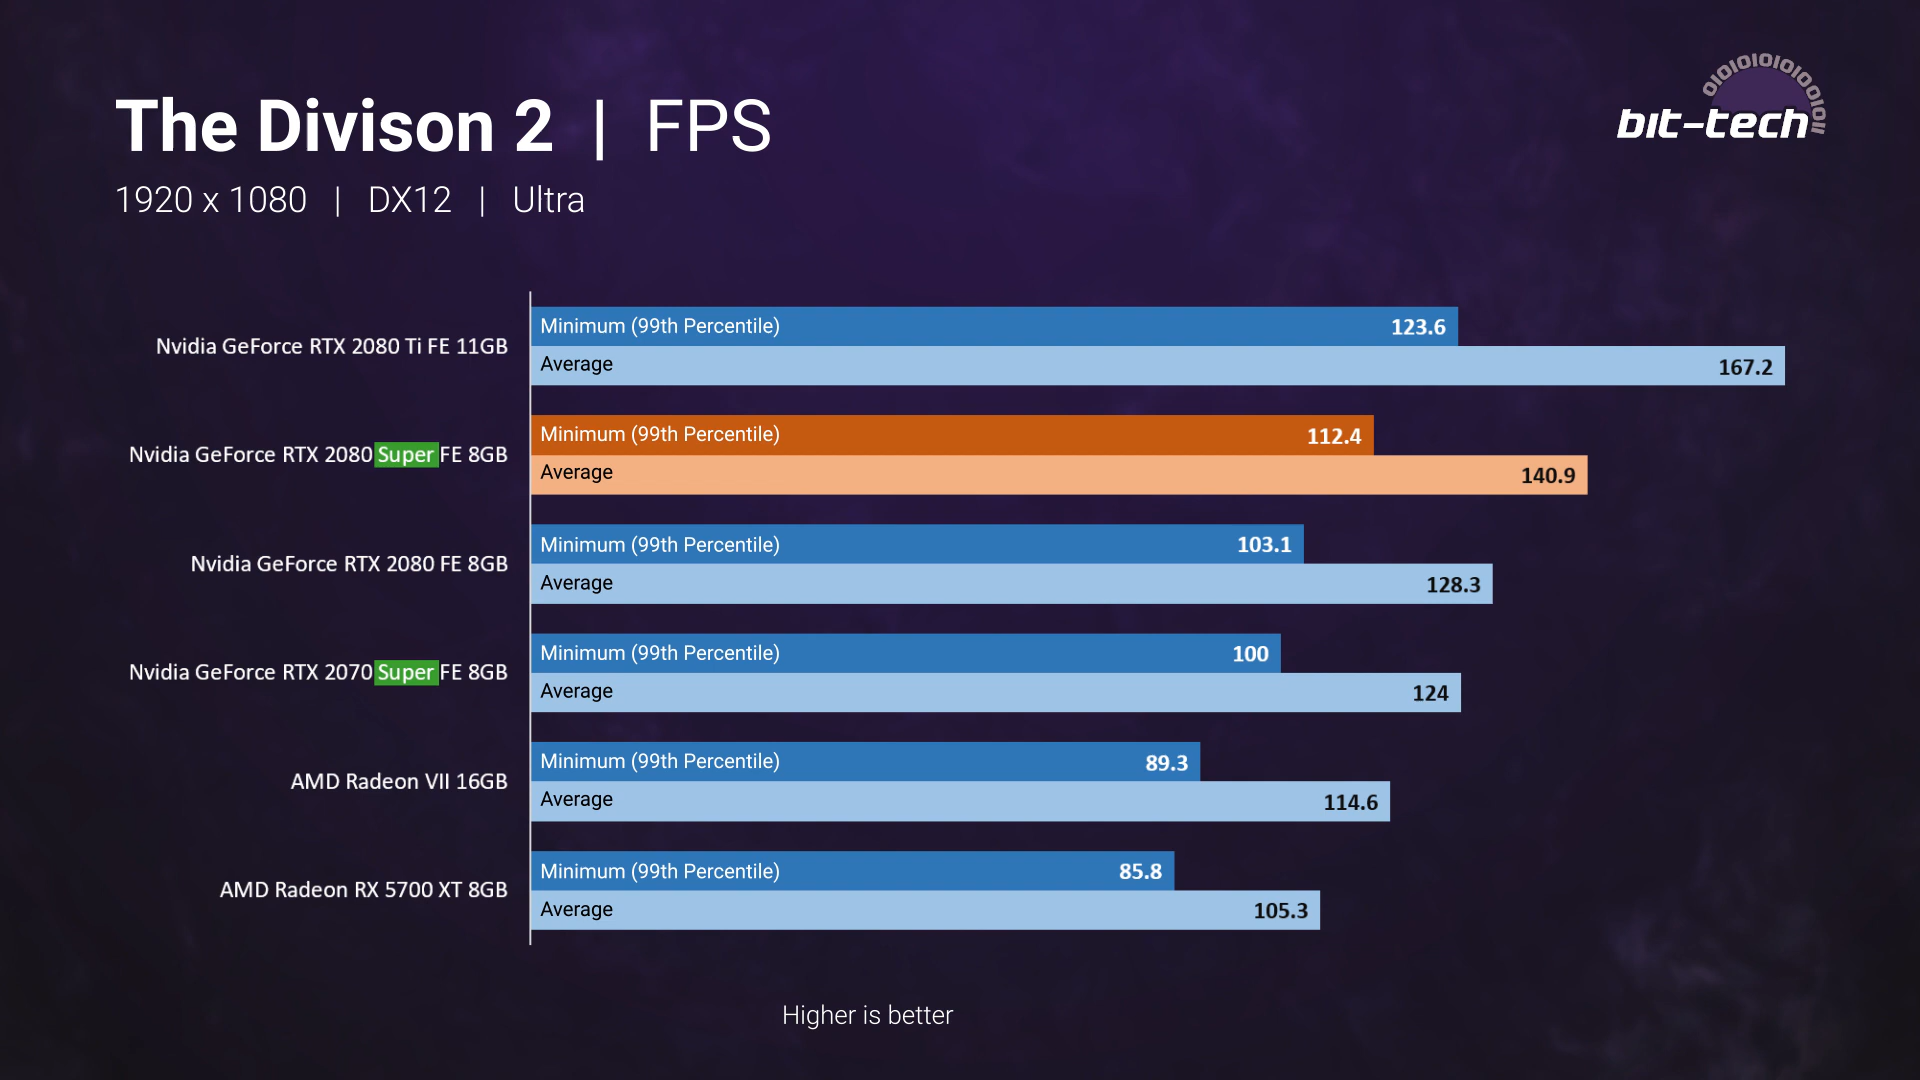 The Divison 2 | FPS
1920 x 1080 | DX12 | Ultra
0101010101010101011
bit-tech
Nvidia GeForce RTX 2080 Ti FE 11GB
Minimum (99th Percentile) 123.6
Average 167.2
Nvidia GeForce RTX 2080 Super FE 8GB
Minimum (99th Percentile) 112.4
Average 140.9
Nvidia GeForce RTX 2080 FE 8GB
Minimum (99th Percentile) 103.1
Average 128.3
Nvidia GeForce RTX 2070 Super FE 8GB
Minimum (99th Percentile) 100
Average 124
AMD Radeon VII 16GB
Minimum (99th Percentile) 89.3
Average 114.6
AMD Radeon RX 5700 XT 8GB
Minimum (99th Percentile) 85.8
Average 105.3
Higher is better